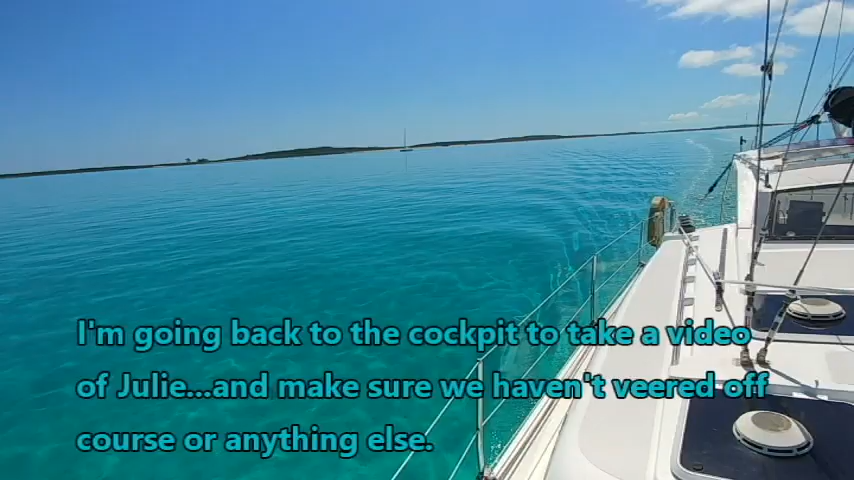 I'm going back to the cockpit to take a video
of Julie...and make sure we haven't veered off
course or anything else.